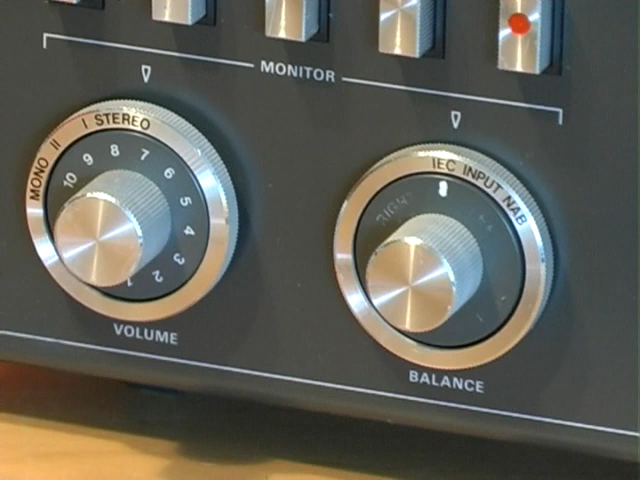 MONITOR
MONO II I STEREO
10 9 8 7 6 5 4 3 2 1
VOLUME
IEC INPUT NAB
RIGHT
BALANCE